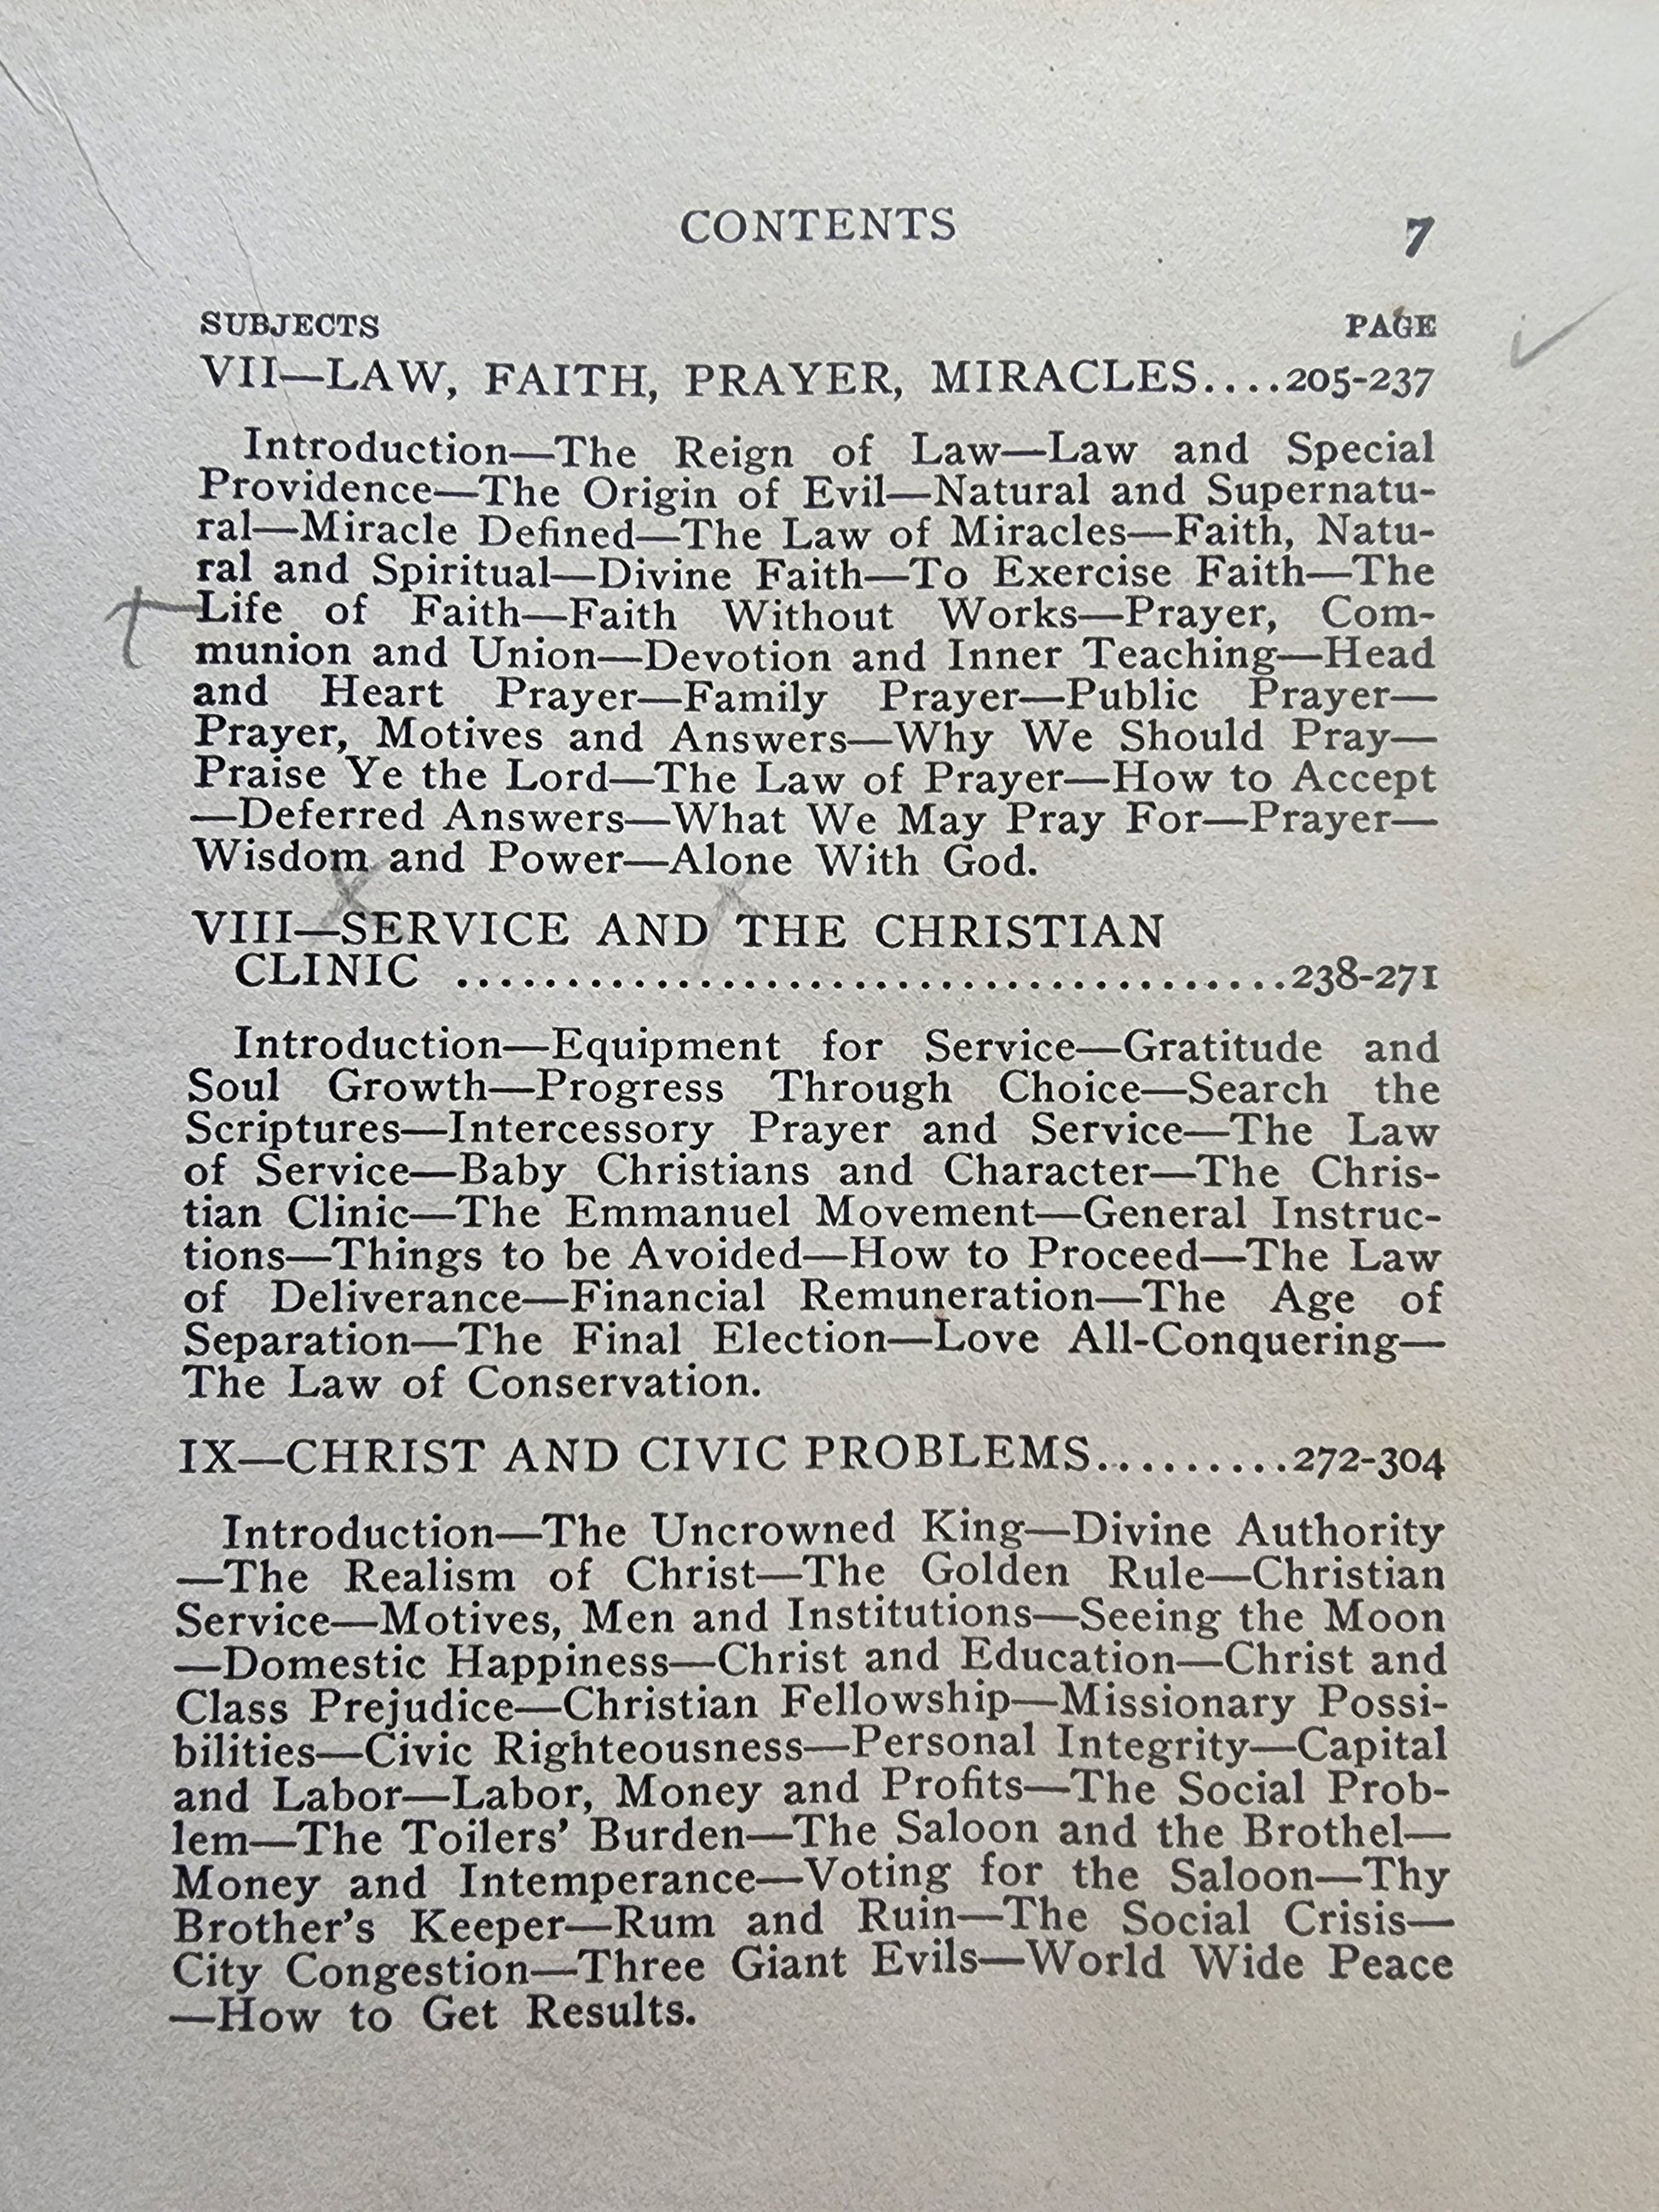 CONTENTS 7
SUBJECTS PAGE
VII—LAW, FAITH, PRAYER, MIRACLES....205-237
Introduction—The Reign of Law—Law and Special
Providence—The Origin of Evil—Natural and Supernatu-
ral—Miracle Defined—The Law of Miracles—Faith, Natu-
ral and Spiritual—Divine Faith—To Exercise Faith—The
Life of Faith—Faith Without Works—Prayer, Com-
munion and Union—Devotion and Inner Teaching—Head
and Heart Prayer—Family Prayer—Public Prayer—
Prayer, Motives and Answers—Why We Should Pray—
Praise Ye the Lord—The Law of Prayer—How to Accept
—Deferred Answers—What We May Pray For—Prayer—
Wisdom and Power—Alone With God.
VIII—SERVICE AND THE CHRISTIAN
CLINIC ......................................238-271
Introduction—Equipment for Service—Gratitude and
Soul Growth—Progress Through Choice—Search the
Scriptures—Intercessory Prayer and Service—The Law
of Service—Baby Christians and Character—The Chris-
tian Clinic—The Emmanuel Movement—General Instruc-
tions—Things to be Avoided—How to Proceed—The Law
of Deliverance—Financial Remuneration—The Age of
Separation—The Final Election—Love All-Conquering—
The Law of Conservation.
IX—CHRIST AND CIVIC PROBLEMS.........272-304
Introduction—The Uncrowned King—Divine Authority
—The Realism of Christ—The Golden Rule—Christian
Service—Motives, Men and Institutions—Seeing the Moon
—Domestic Happiness—Christ and Education—Christ and
Class Prejudice—Christian Fellowship—Missionary Possi-
bilities—Civic Righteousness—Personal Integrity—Capital
and Labor—Labor, Money and Profits—The Social Prob-
lem—The Toilers’ Burden—The Saloon and the Brothel—
Money and Intemperance—Voting for the Saloon—Thy
Brother’s Keeper—Rum and Ruin—The Social Crisis—
City Congestion—Three Giant Evils—World Wide Peace
—How to Get Results.